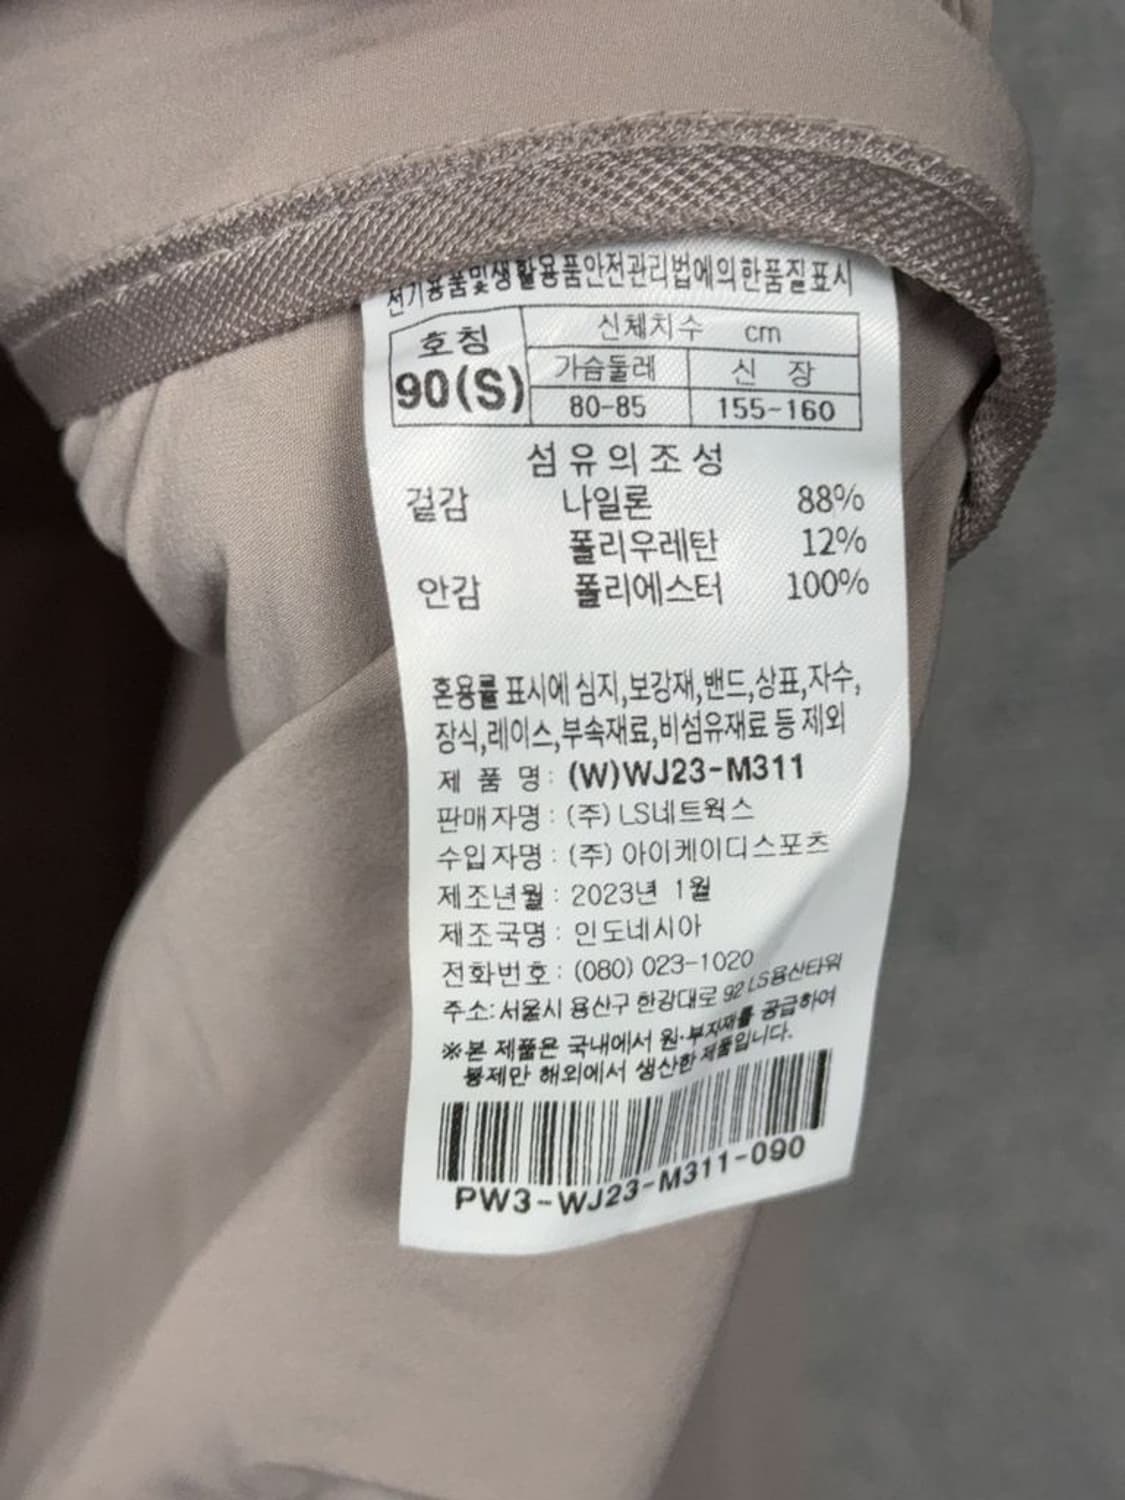 전기용품및생활용품안전관리법에의한품질표시
호칭 신체치수 cm
90(S) 가슴둘레 신 장
80-85 155-160
섬유의조성
겉감 나일론 88%
폴리우레탄 12%
안감 폴리에스터 100%
혼용률 표시에 심지,보강재,밴드,상표,자수,
장식,레이스,부속재료,비섬유재료 등 제외
제 품 명 : (W)WJ23-M311
판매자명 : (주) LS네트웍스
수입자명 : (주) 아이케이디스포츠
제조년월 : 2023년 1월
제조국명 : 인도네시아
전화번호 : (080) 023-1020
주소: 서울시 용산구 한강대로 92 LS용산타워
※본 제품은 국내에서 원·부자재를 공급하여
봉제만 해외에서 생산한 제품입니다.
PW3-WJ23-M311-090